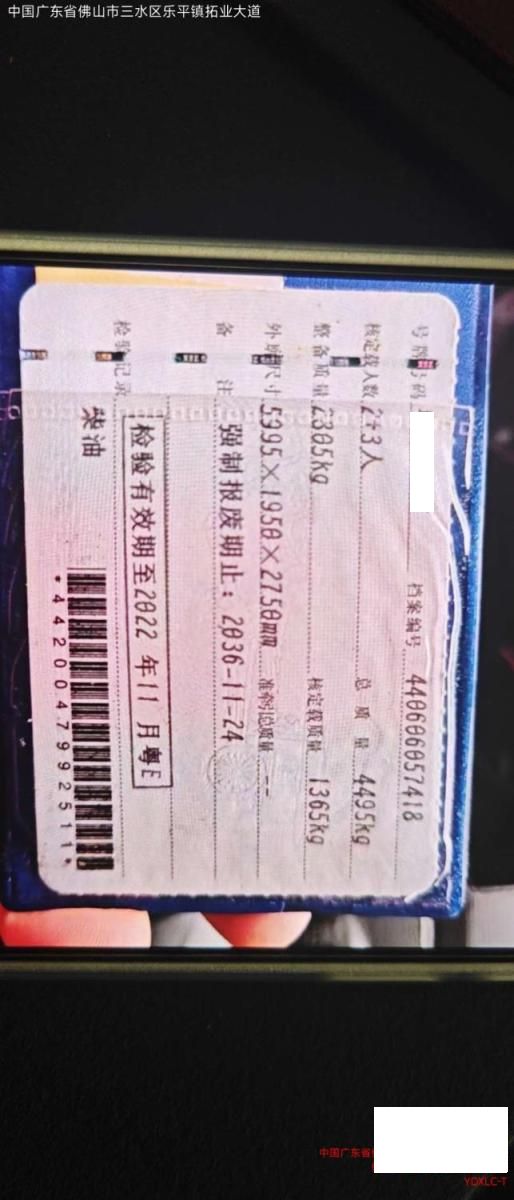 中国广东省佛山市三水区乐平镇拓业大道
号牌号码
档案编号 440606057418
核定载人数 2+3人
总质量 4495kg
整备质量 2305kg
核定载质量 1365kg
外廓尺寸 5995×1950×2750mm
准牵引总质量 --
备注 强制报废期止：2036-11-24
检验记录
检验有效期至2022 年11 月粤E
柴油
*4420047992511*
中国广东省
YDXLC-T